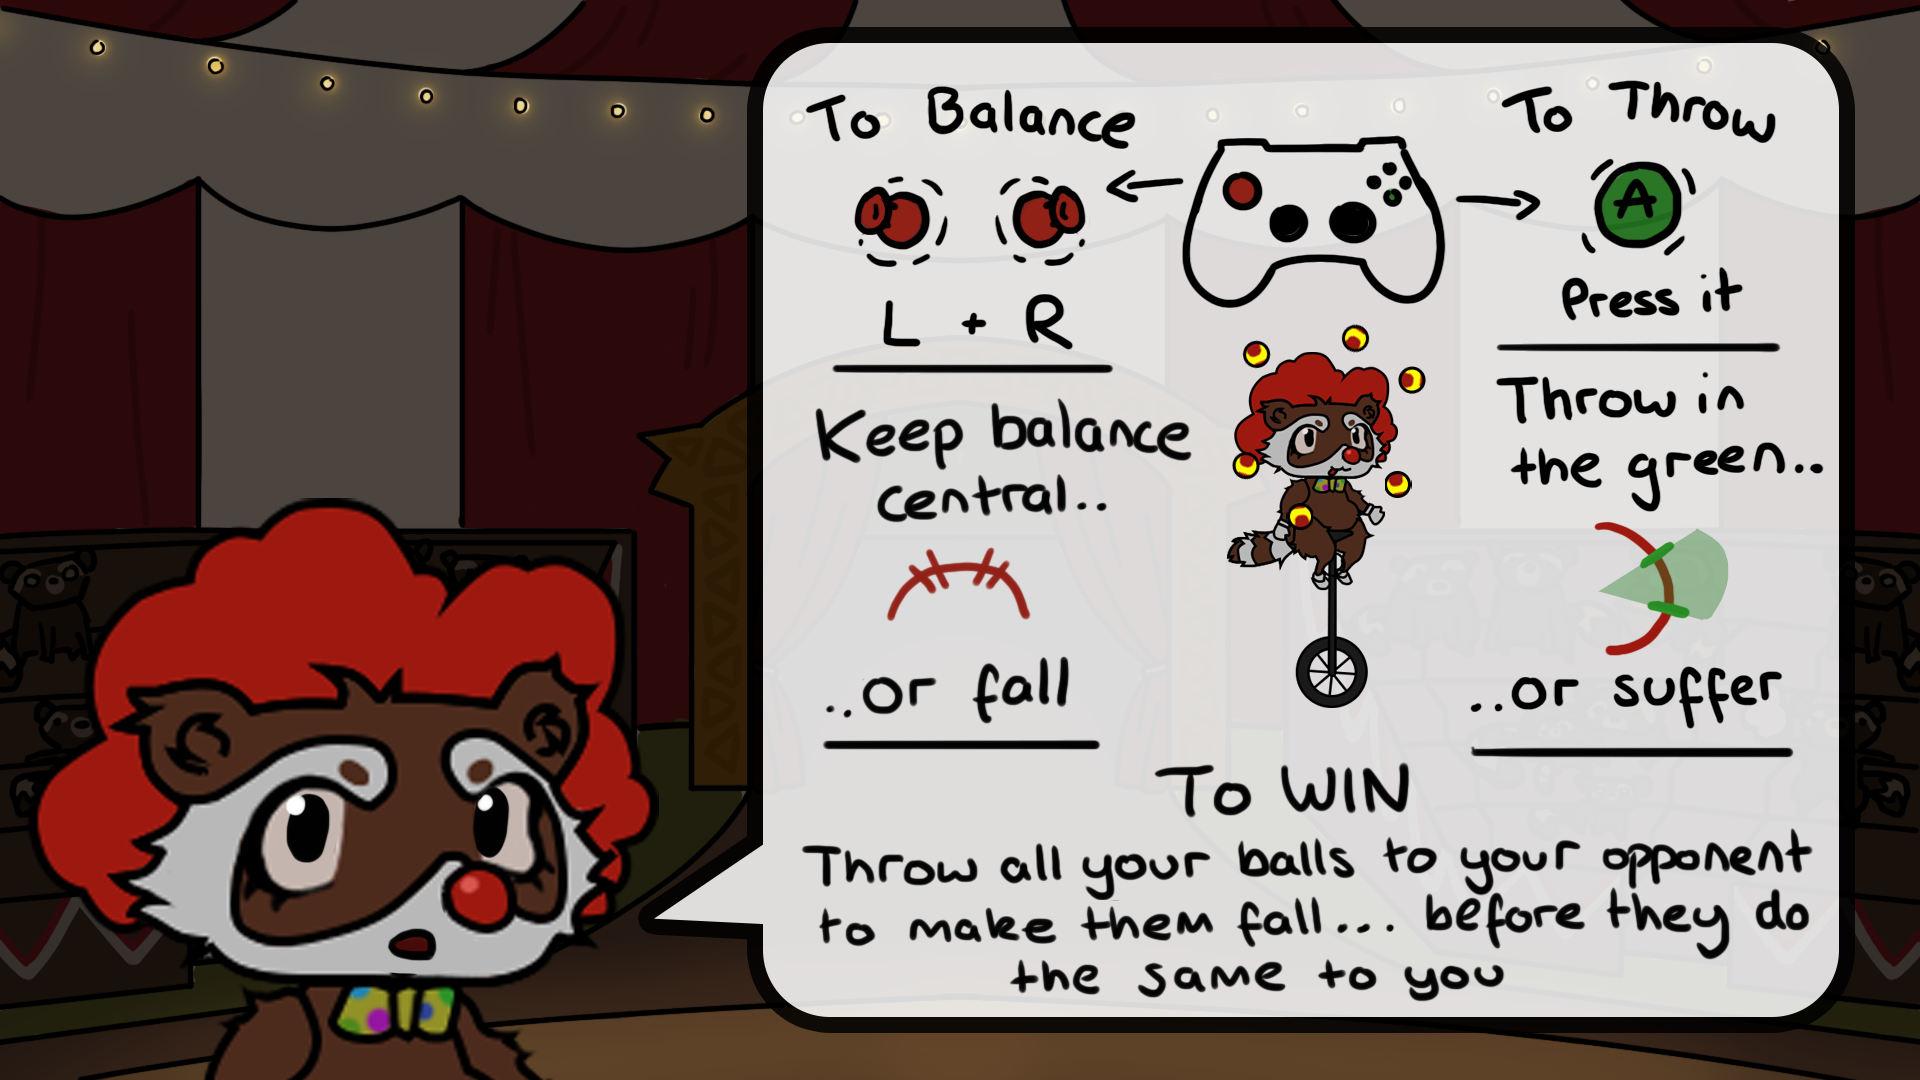 To Balance
L + R
Keep balance
central..
..or fall
To Throw
A
Press it
Throw in
the green..
..or suffer
To WIN
Throw all your balls to your opponent
to make them fall... before they do
the same to you